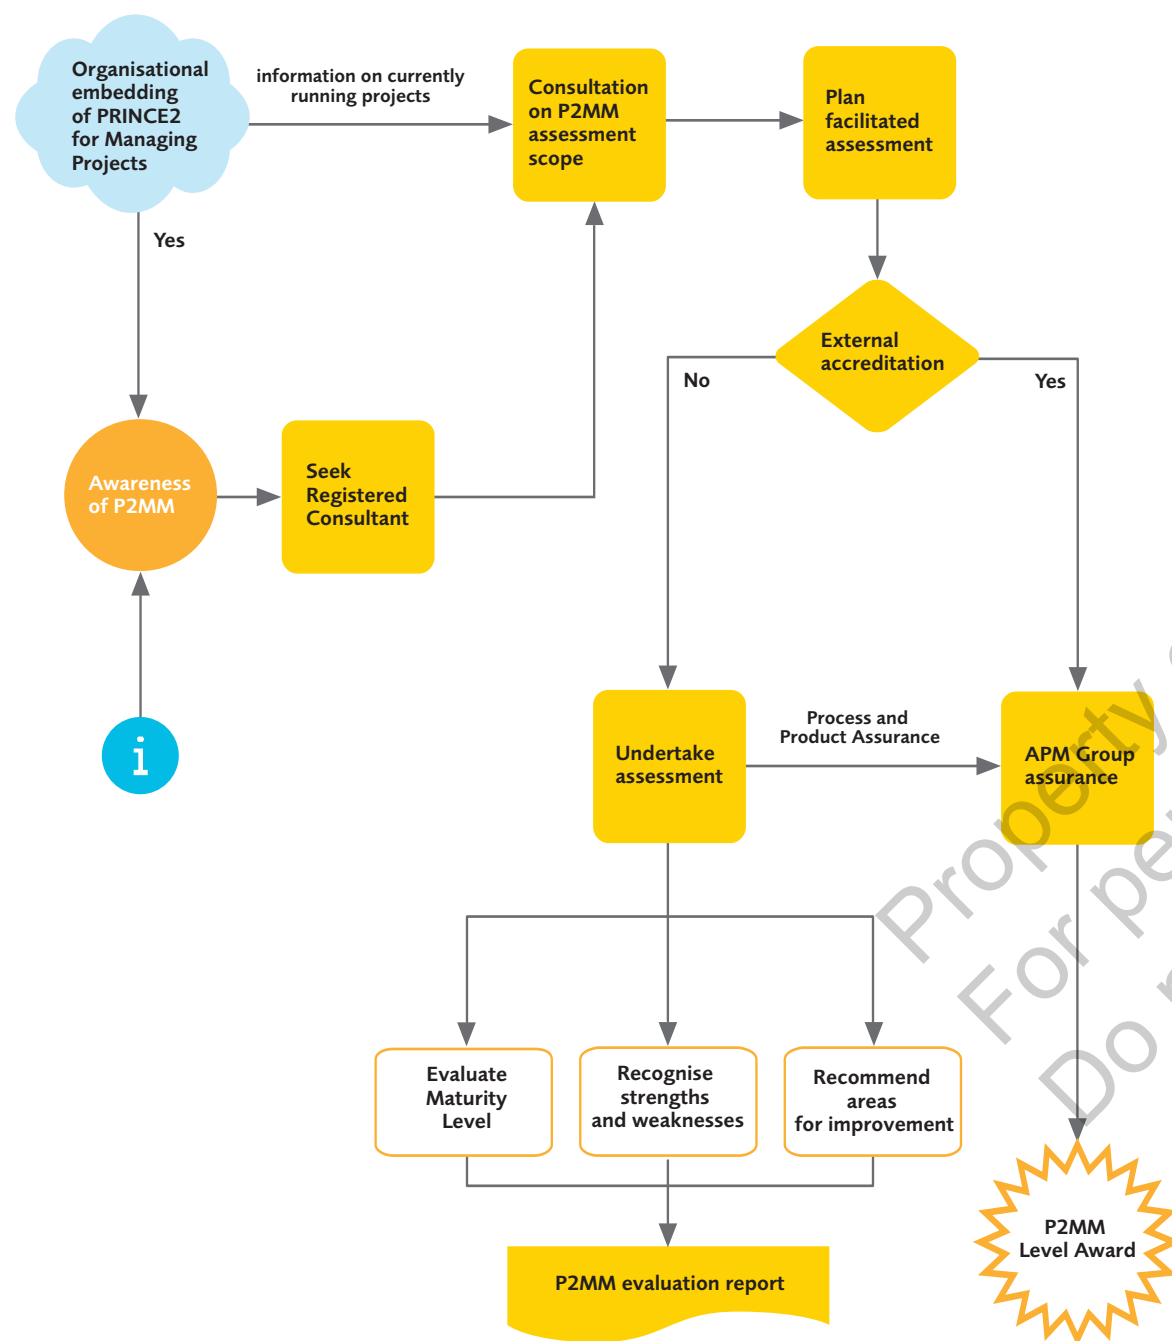 Organisational
embedding
of PRINCE2
for Managing
Projects
information on currently
running projects
Consultation
on P2MM
assessment
scope
Plan
facilitated
assessment
Yes
External
accreditation
No
Yes
Awareness
of P2MM
Seek
Registered
Consultant
i
Undertake
assessment
Process and
Product Assurance
APM Group
assurance
Evaluate
Maturity
Level
Recognise
strengths
and weaknesses
Recommend
areas
for improvement
P2MM
Level Award
P2MM evaluation report
Property
For
Do